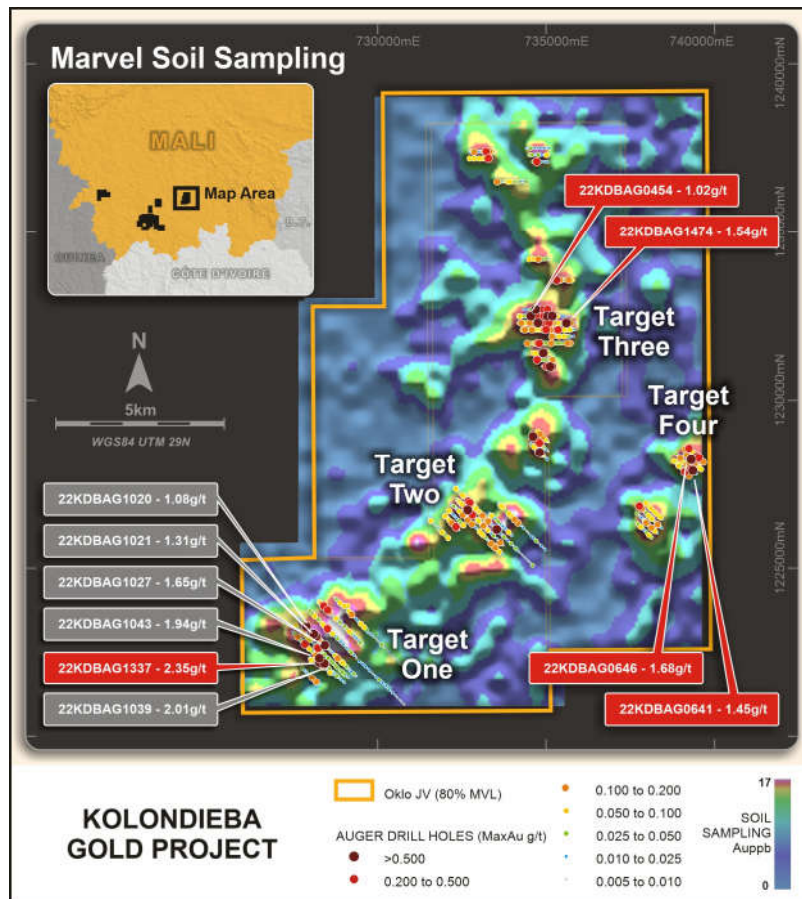 730000mE
735000mE
740000mE
Marvel Soil Sampling
1240000mN
MALI
Map Area
GUINEA
CÔTE D'IVOIRE
22KDBAG0454 - 1.02g/t
22KDBAG1474 - 1.54g/t
Target
Three
N
5km
WGS84 UTM 29N
1230000mN
Target
Four
Target
Two
22KDBAG1020 - 1.08g/t
22KDBAG1021 - 1.31g/t
22KDBAG1027 - 1.65g/t
22KDBAG1043 - 1.94g/t
22KDBAG1337 - 2.35g/t
22KDBAG1039 - 2.01g/t
1225000mN
Target
One
22KDBAG0646 - 1.68g/t
22KDBAG0641 - 1.45g/t
KOLONDIEBA
GOLD PROJECT
Oklo JV (80% MVL)
AUGER DRILL HOLES (MaxAu g/t)
>0.500
0.200 to 0.500
0.100 to 0.200
0.050 to 0.100
0.025 to 0.050
0.010 to 0.025
0.005 to 0.010
17
SOIL
SAMPLING
Auppb
0